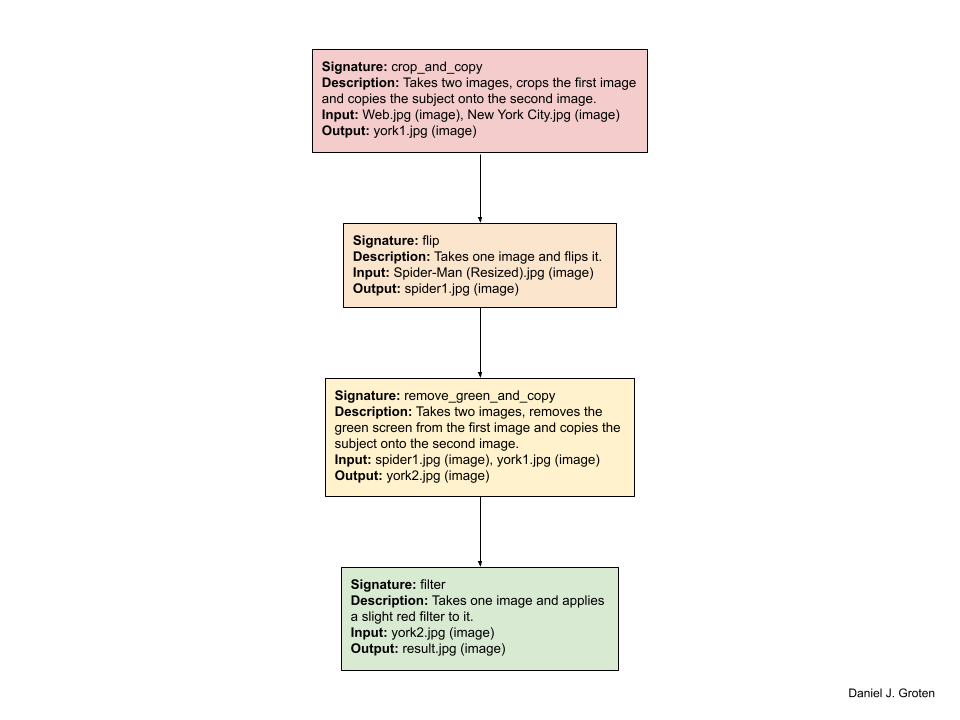 Signature: crop_and_copy
Description: Takes two images, crops the first image
and copies the subject onto the second image.
Input: Web.jpg (image), New York City.jpg (image)
Output: york1.jpg (image)
Signature: flip
Description: Takes one image and flips it.
Input: Spider-Man (Resized).jpg (image)
Output: spider1.jpg (image)
Signature: remove_green_and_copy
Description: Takes two images, removes the
green screen from the first image and copies the
subject onto the second image.
Input: spider1.jpg (image), york1.jpg (image)
Output: york2.jpg (image)
Signature: filter
Description: Takes one image and applies
a slight red filter to it.
Input: york2.jpg (image)
Output: result.jpg (image)
Daniel J. Groten